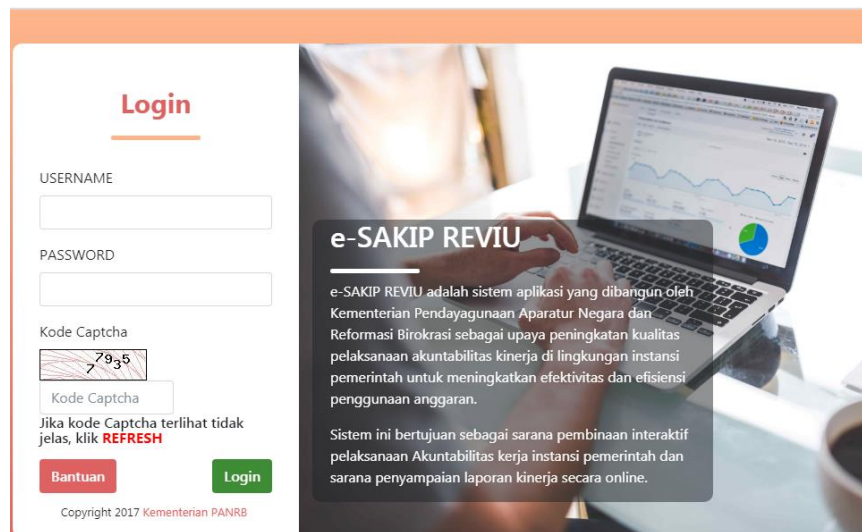 Login
USERNAME
PASSWORD
Kode Captcha
77935
Kode Captcha
Jika kode Captcha terlihat tidak
jelas, klik REFRESH
Bantuan
Login
Copyright 2017 Kementerian PANRB
e-SAKIP REVIU
e-SAKIP REVIU adalah sistem aplikasi yang dibangun oleh
Kementerian Pendayagunaan Aparatur Negara dan
Reformasi Birokrasi sebagai upaya peningkatan kualitas
pelaksanaan akuntabilitas kinerja di lingkungan instansi
pemerintah untuk meningkatkan efektivitas dan efisiensi
penggunaan anggaran.
Sistem ini bertujuan sebagai sarana pembinaan interaktif
pelaksanaan Akuntabilitas kerja instansi pemerintah dan
sarana penyampaian laporan kinerja secara online.